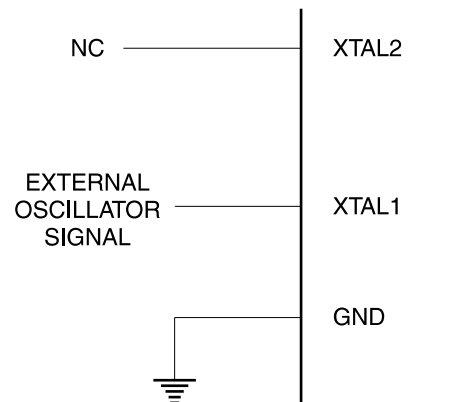 NC XTAL2
EXTERNAL
OSCILLATOR
SIGNAL
XTAL1
GND